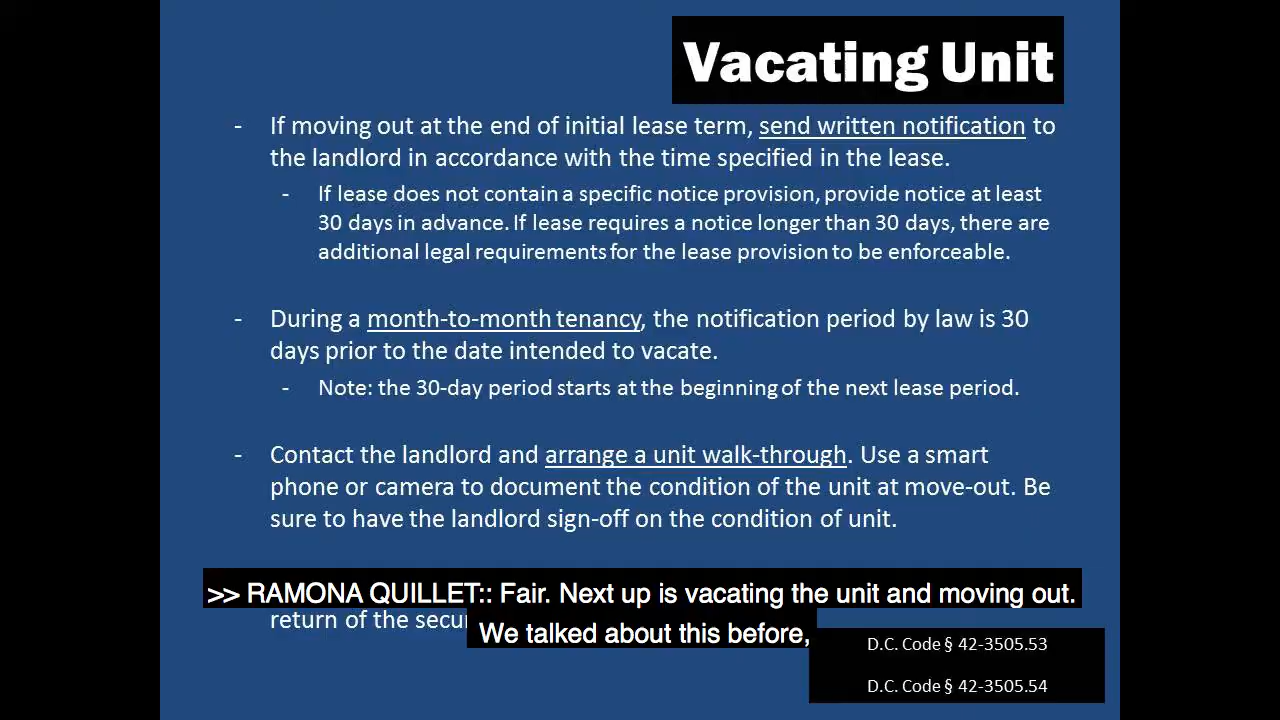 Vacating Unit
- If moving out at the end of initial lease term, send written notification to
the landlord in accordance with the time specified in the lease.
- If lease does not contain a specific notice provision, provide notice at least
30 days in advance. If lease requires a notice longer than 30 days, there are
additional legal requirements for the lease provision to be enforceable.
- During a month-to-month tenancy, the notification period by law is 30
days prior to the date intended to vacate.
- Note: the 30-day period starts at the beginning of the next lease period.
- Contact the landlord and arrange a unit walk-through. Use a smart
phone or camera to document the condition of the unit at move-out. Be
sure to have the landlord sign-off on the condition of unit.
>> RAMONA QUILLET:: Fair. Next up is vacating the unit and moving out.
return of the
We talked about this before,
D.C. Code § 42-3505.53
D.C. Code § 42-3505.54